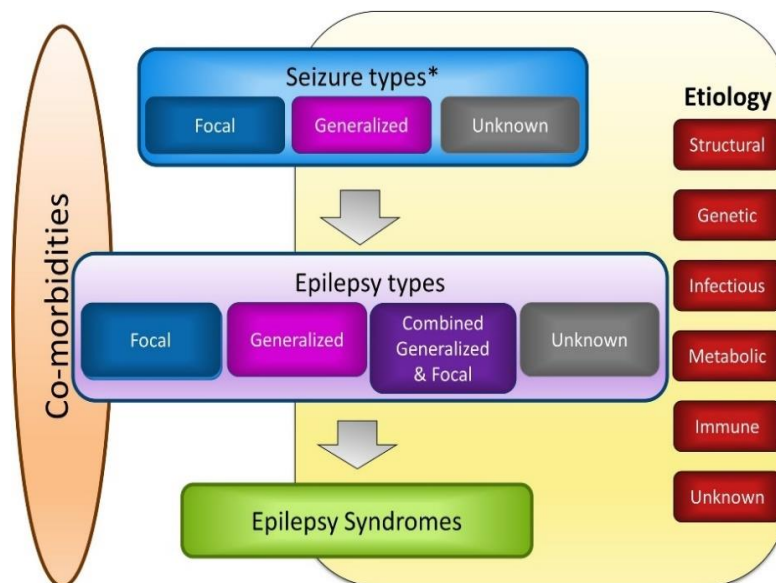 Co-morbidities
Seizure types*
Focal
Generalized
Unknown
Epilepsy types
Focal
Generalized
Combined
Generalized
& Focal
Unknown
Epilepsy Syndromes
Etiology
Structural
Genetic
Infectious
Metabolic
Immune
Unknown